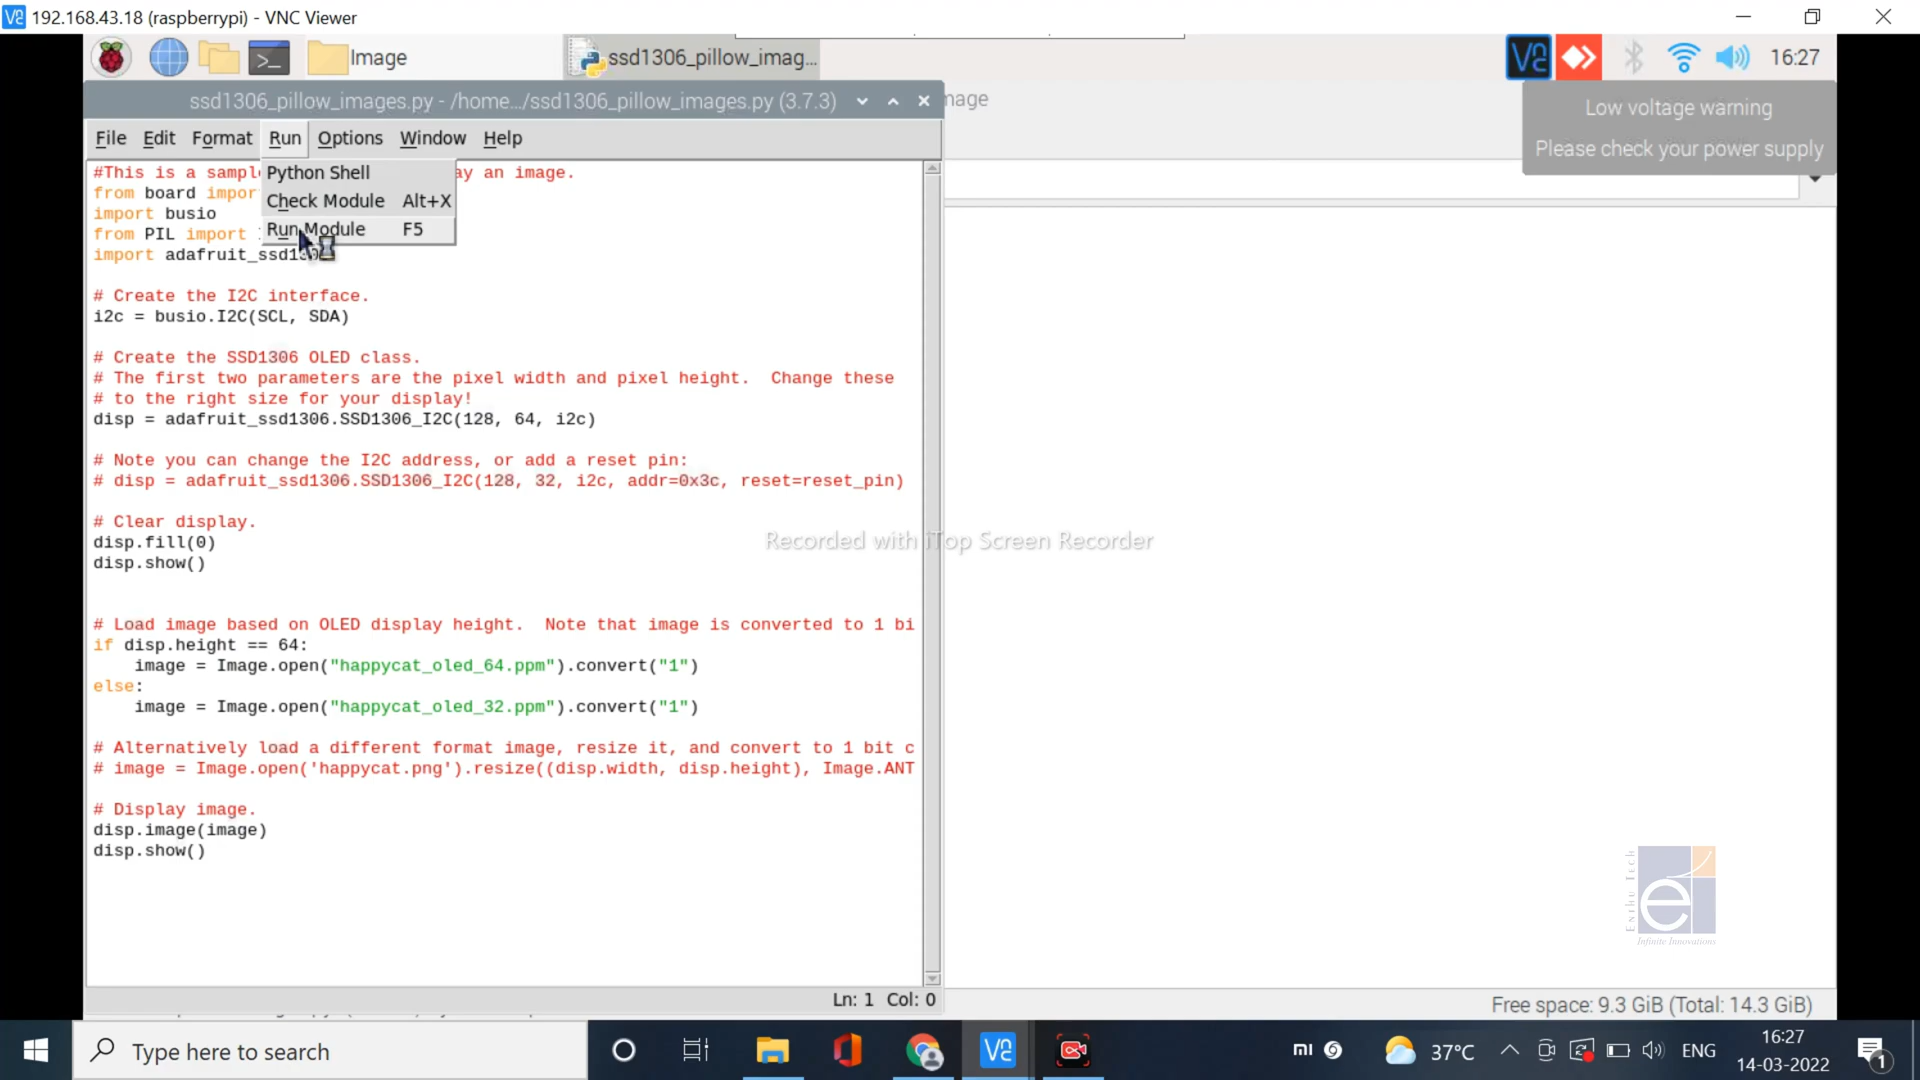 192.168.43.18 (raspberrypi) - VNC Viewer
Image
ssd1306_pillow_imag...
16:27
Low voltage warning
Please check your power supply
ssd1306_pillow_images.py - /home.../ssd1306_pillow_images.py (3.7.3)
mage
File Edit Format Run Options Window Help
Python Shell
Check Module Alt+X
Run Module F5
#This is a sampl ay an image.
from board impor
import busio
from PIL import
import adafruit_ssd1306
# Create the I2C interface.
i2c = busio.I2C(SCL, SDA)
# Create the SSD1306 OLED class.
# The first two parameters are the pixel width and pixel height.  Change these
# to the right size for your display!
disp = adafruit_ssd1306.SSD1306_I2C(128, 64, i2c)
# Note you can change the I2C address, or add a reset pin:
# disp = adafruit_ssd1306.SSD1306_I2C(128, 32, i2c, addr=0x3c, reset=reset_pin)
# Clear display.
disp.fill(0)
disp.show()
# Load image based on OLED display height.  Note that image is converted to 1 bi
if disp.height == 64:
    image = Image.open("happycat_oled_64.ppm").convert("1")
else:
    image = Image.open("happycat_oled_32.ppm").convert("1")
# Alternatively load a different format image, resize it, and convert to 1 bit c
# image = Image.open('happycat.png').resize((disp.width, disp.height), Image.ANT
# Display image.
disp.image(image)
disp.show()
Recorded with iTop Screen Recorder
Enthu Tech
Infinite Innovations
Ln: 1 Col: 0
Free space: 9.3 GiB (Total: 14.3 GiB)
Type here to search
37°C
ENG
16:27
14-03-2022
1